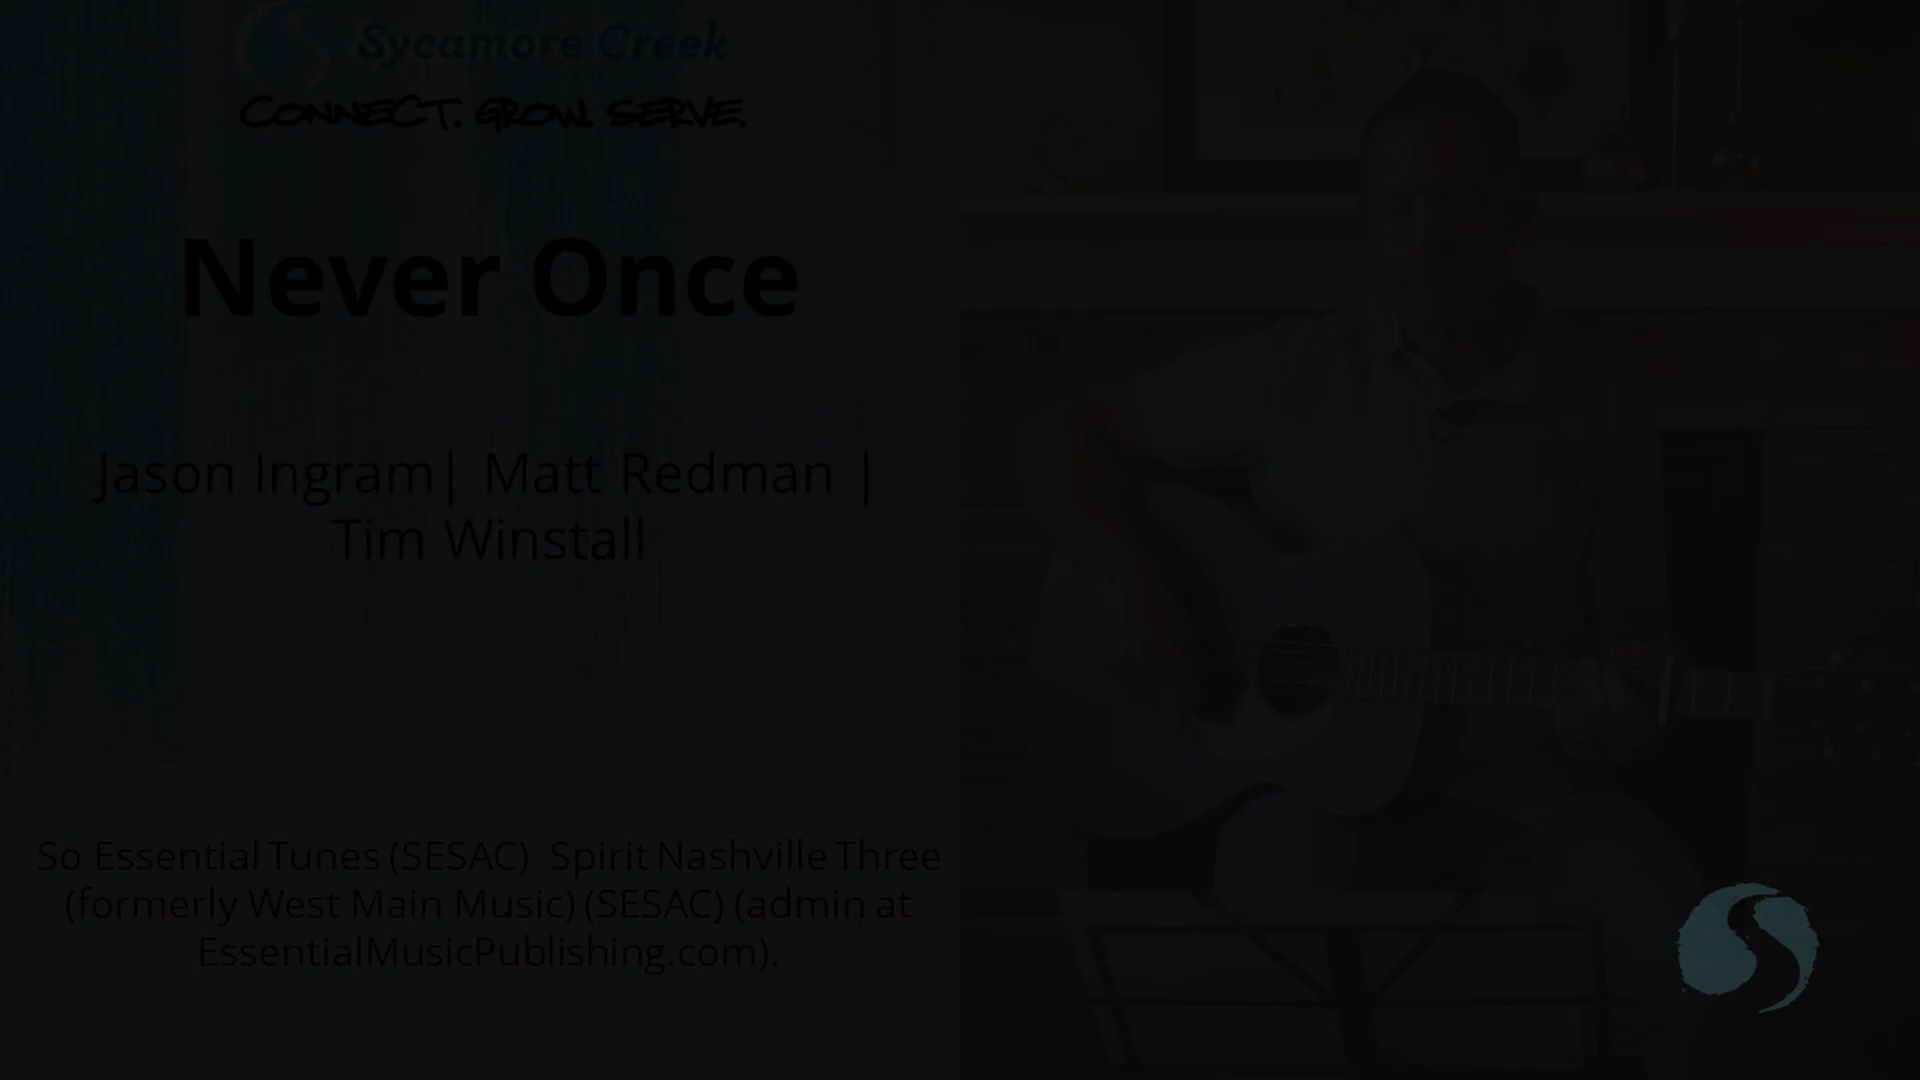 Sycamore Creek
CONNECT. GROW. SERVE.
Never Once
Jason Ingram| Matt Redman |
Tim Winstall
So Essential Tunes (SESAC) Spirit Nashville Three
(formerly West Main Music) (SESAC) (admin at
EssentialMusicPublishing.com).